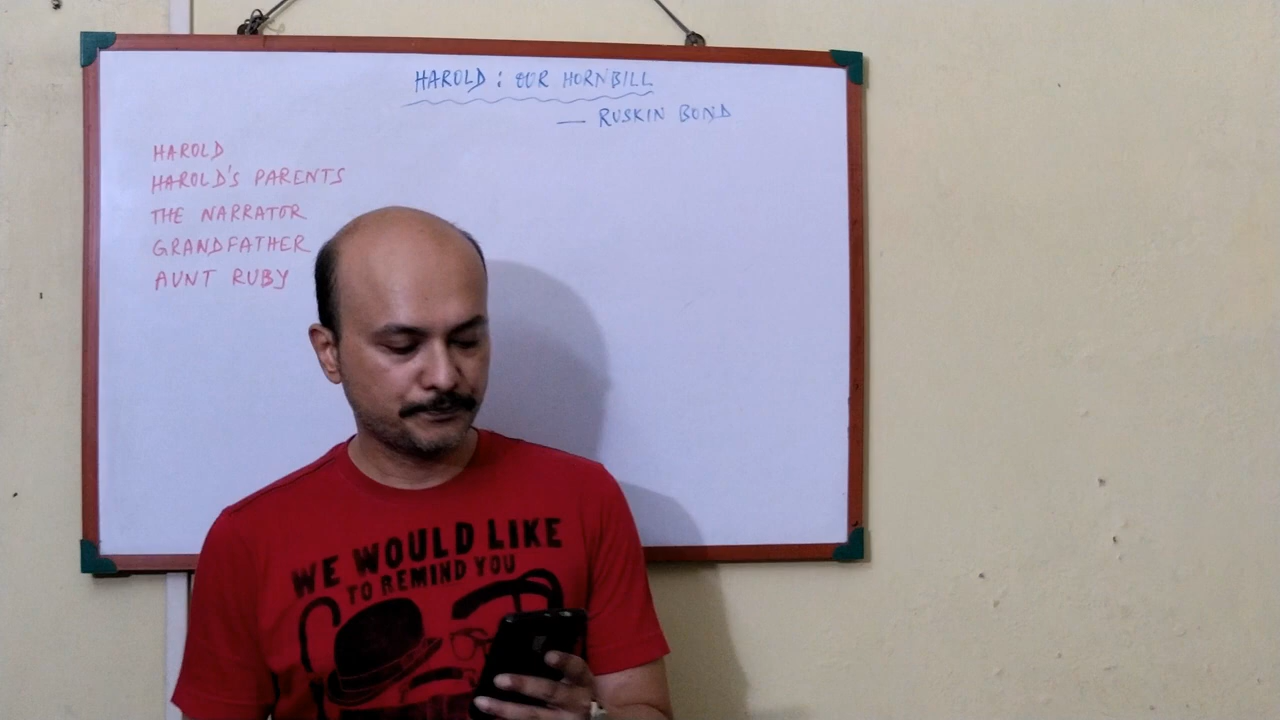 HAROLD : OUR HORNBILL
— RUSKIN BOND
HAROLD
HAROLD'S PARENTS
THE NARRATOR
GRANDFATHER
AUNT RUBY
WE WOULD LIKE
TO REMIND YOU